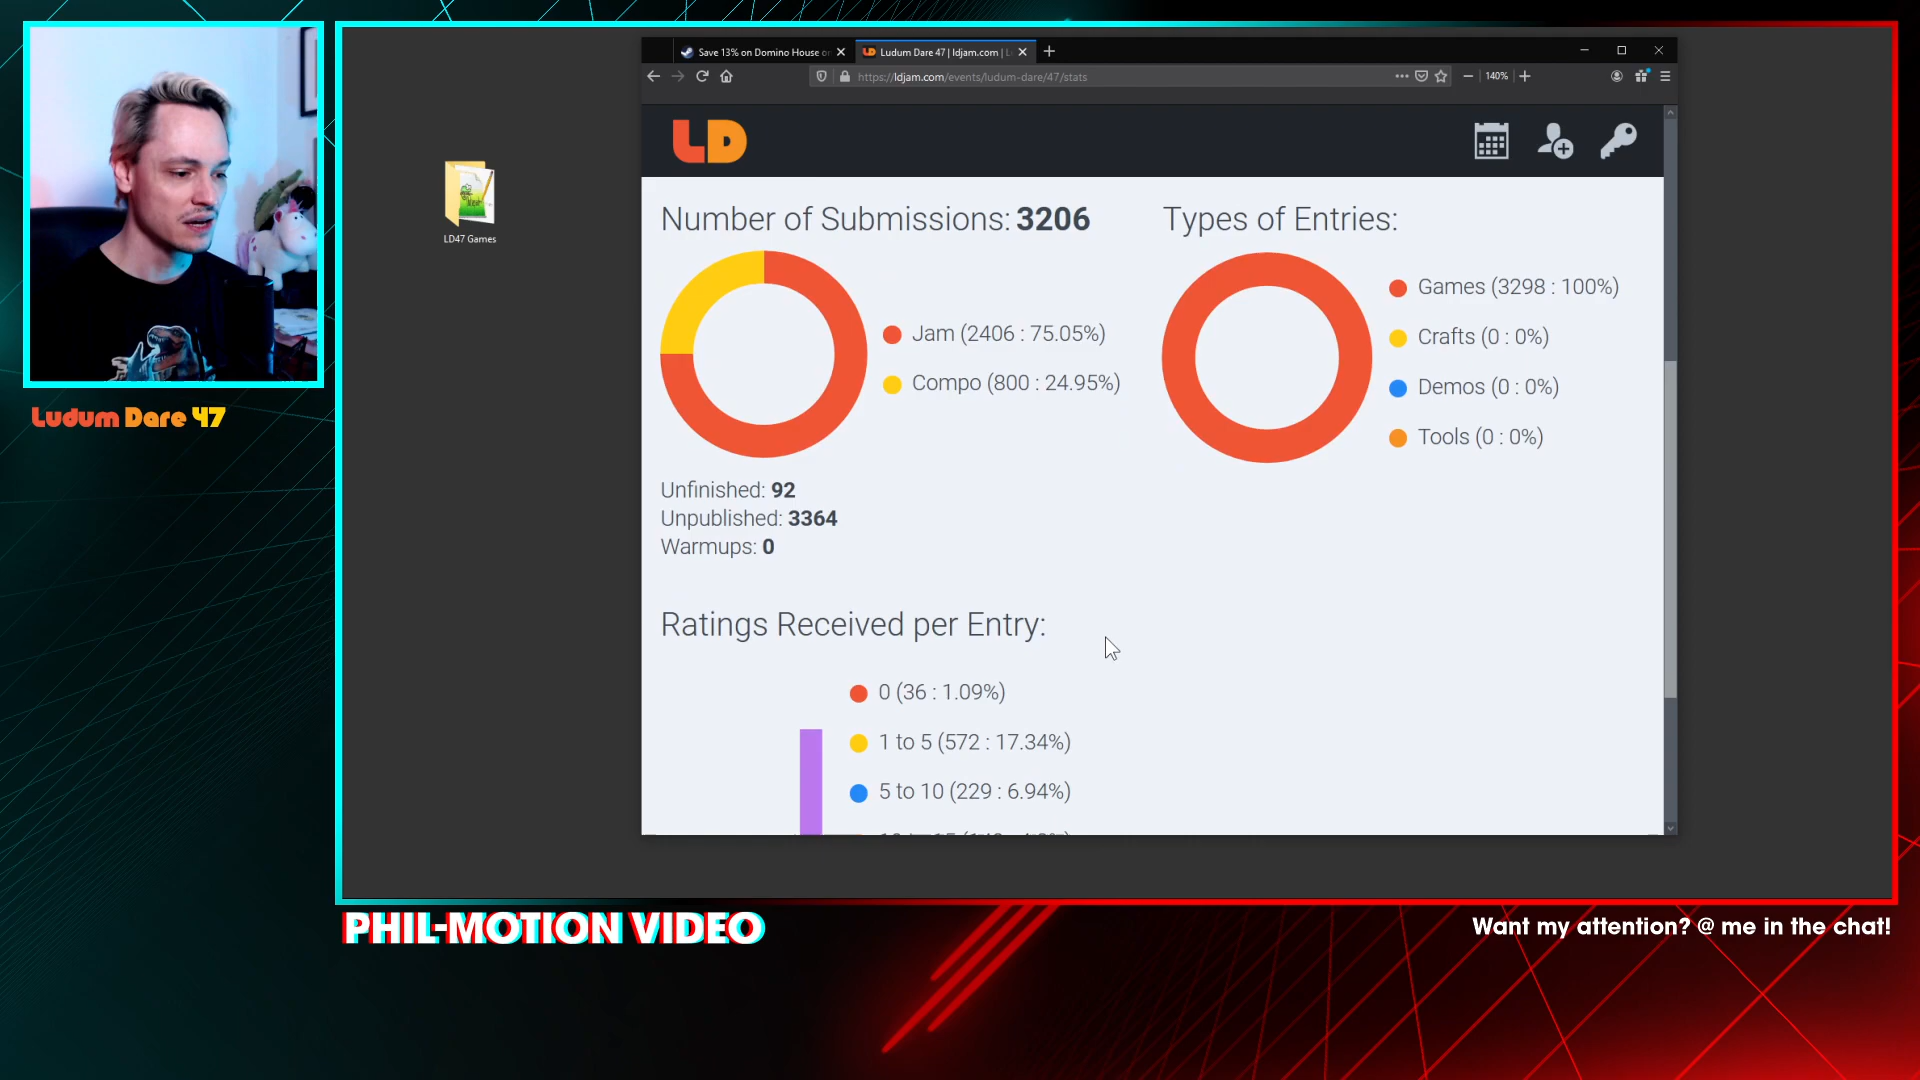 Save 13% on Domino House on
Ludum Dare 47 | ldjam.com | L
https://ldjam.com/events/ludum-dare/47/stats
140%
LD
LD47 Games
Number of Submissions: 3206
Jam (2406 : 75.05%)
Compo (800 : 24.95%)
Types of Entries:
Games (3298 : 100%)
Crafts (0 : 0%)
Demos (0 : 0%)
Tools (0 : 0%)
Unfinished: 92
Unpublished: 3364
Warmups: 0
Ratings Received per Entry:
0 (36 : 1.09%)
1 to 5 (572 : 17.34%)
5 to 10 (229 : 6.94%)
Ludum Dare 47
PHIL-MOTION VIDEO
Want my attention? @ me in the chat!